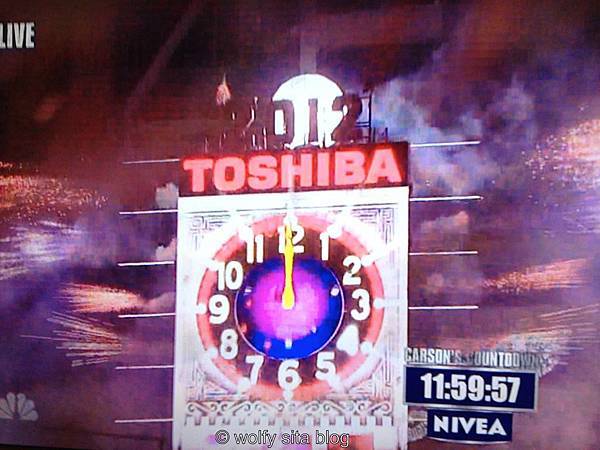 LIVE
2012
TOSHIBA
12
11
1
10
2
9
3
8
4
7
5
6
CARSON'S COUNTDOWN
11:59:57
NIVEA
© wolfy sita blog